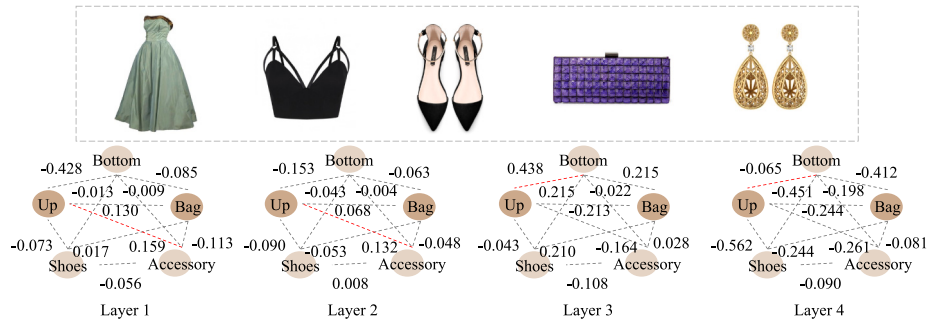 Bottom Bottom Bottom Bottom
-0.428 -0.085 -0.153 -0.063 0.438 0.215 -0.065 -0.412
-0.013 -0.009 -0.043 -0.004 0.215 -0.022 -0.451 -0.198
Up 0.130 Bag Up 0.068 Bag Up -0.213 Bag Up -0.244 Bag
-0.073 0.017 0.159 -0.113 -0.090 -0.053 0.132 -0.048 -0.043 0.210 -0.164 0.028 -0.562 -0.244 -0.261 -0.081
Shoes Accessory Shoes Accessory Shoes Accessory Shoes Accessory
-0.056 0.008 -0.108 -0.090
Layer 1 Layer 2 Layer 3 Layer 4